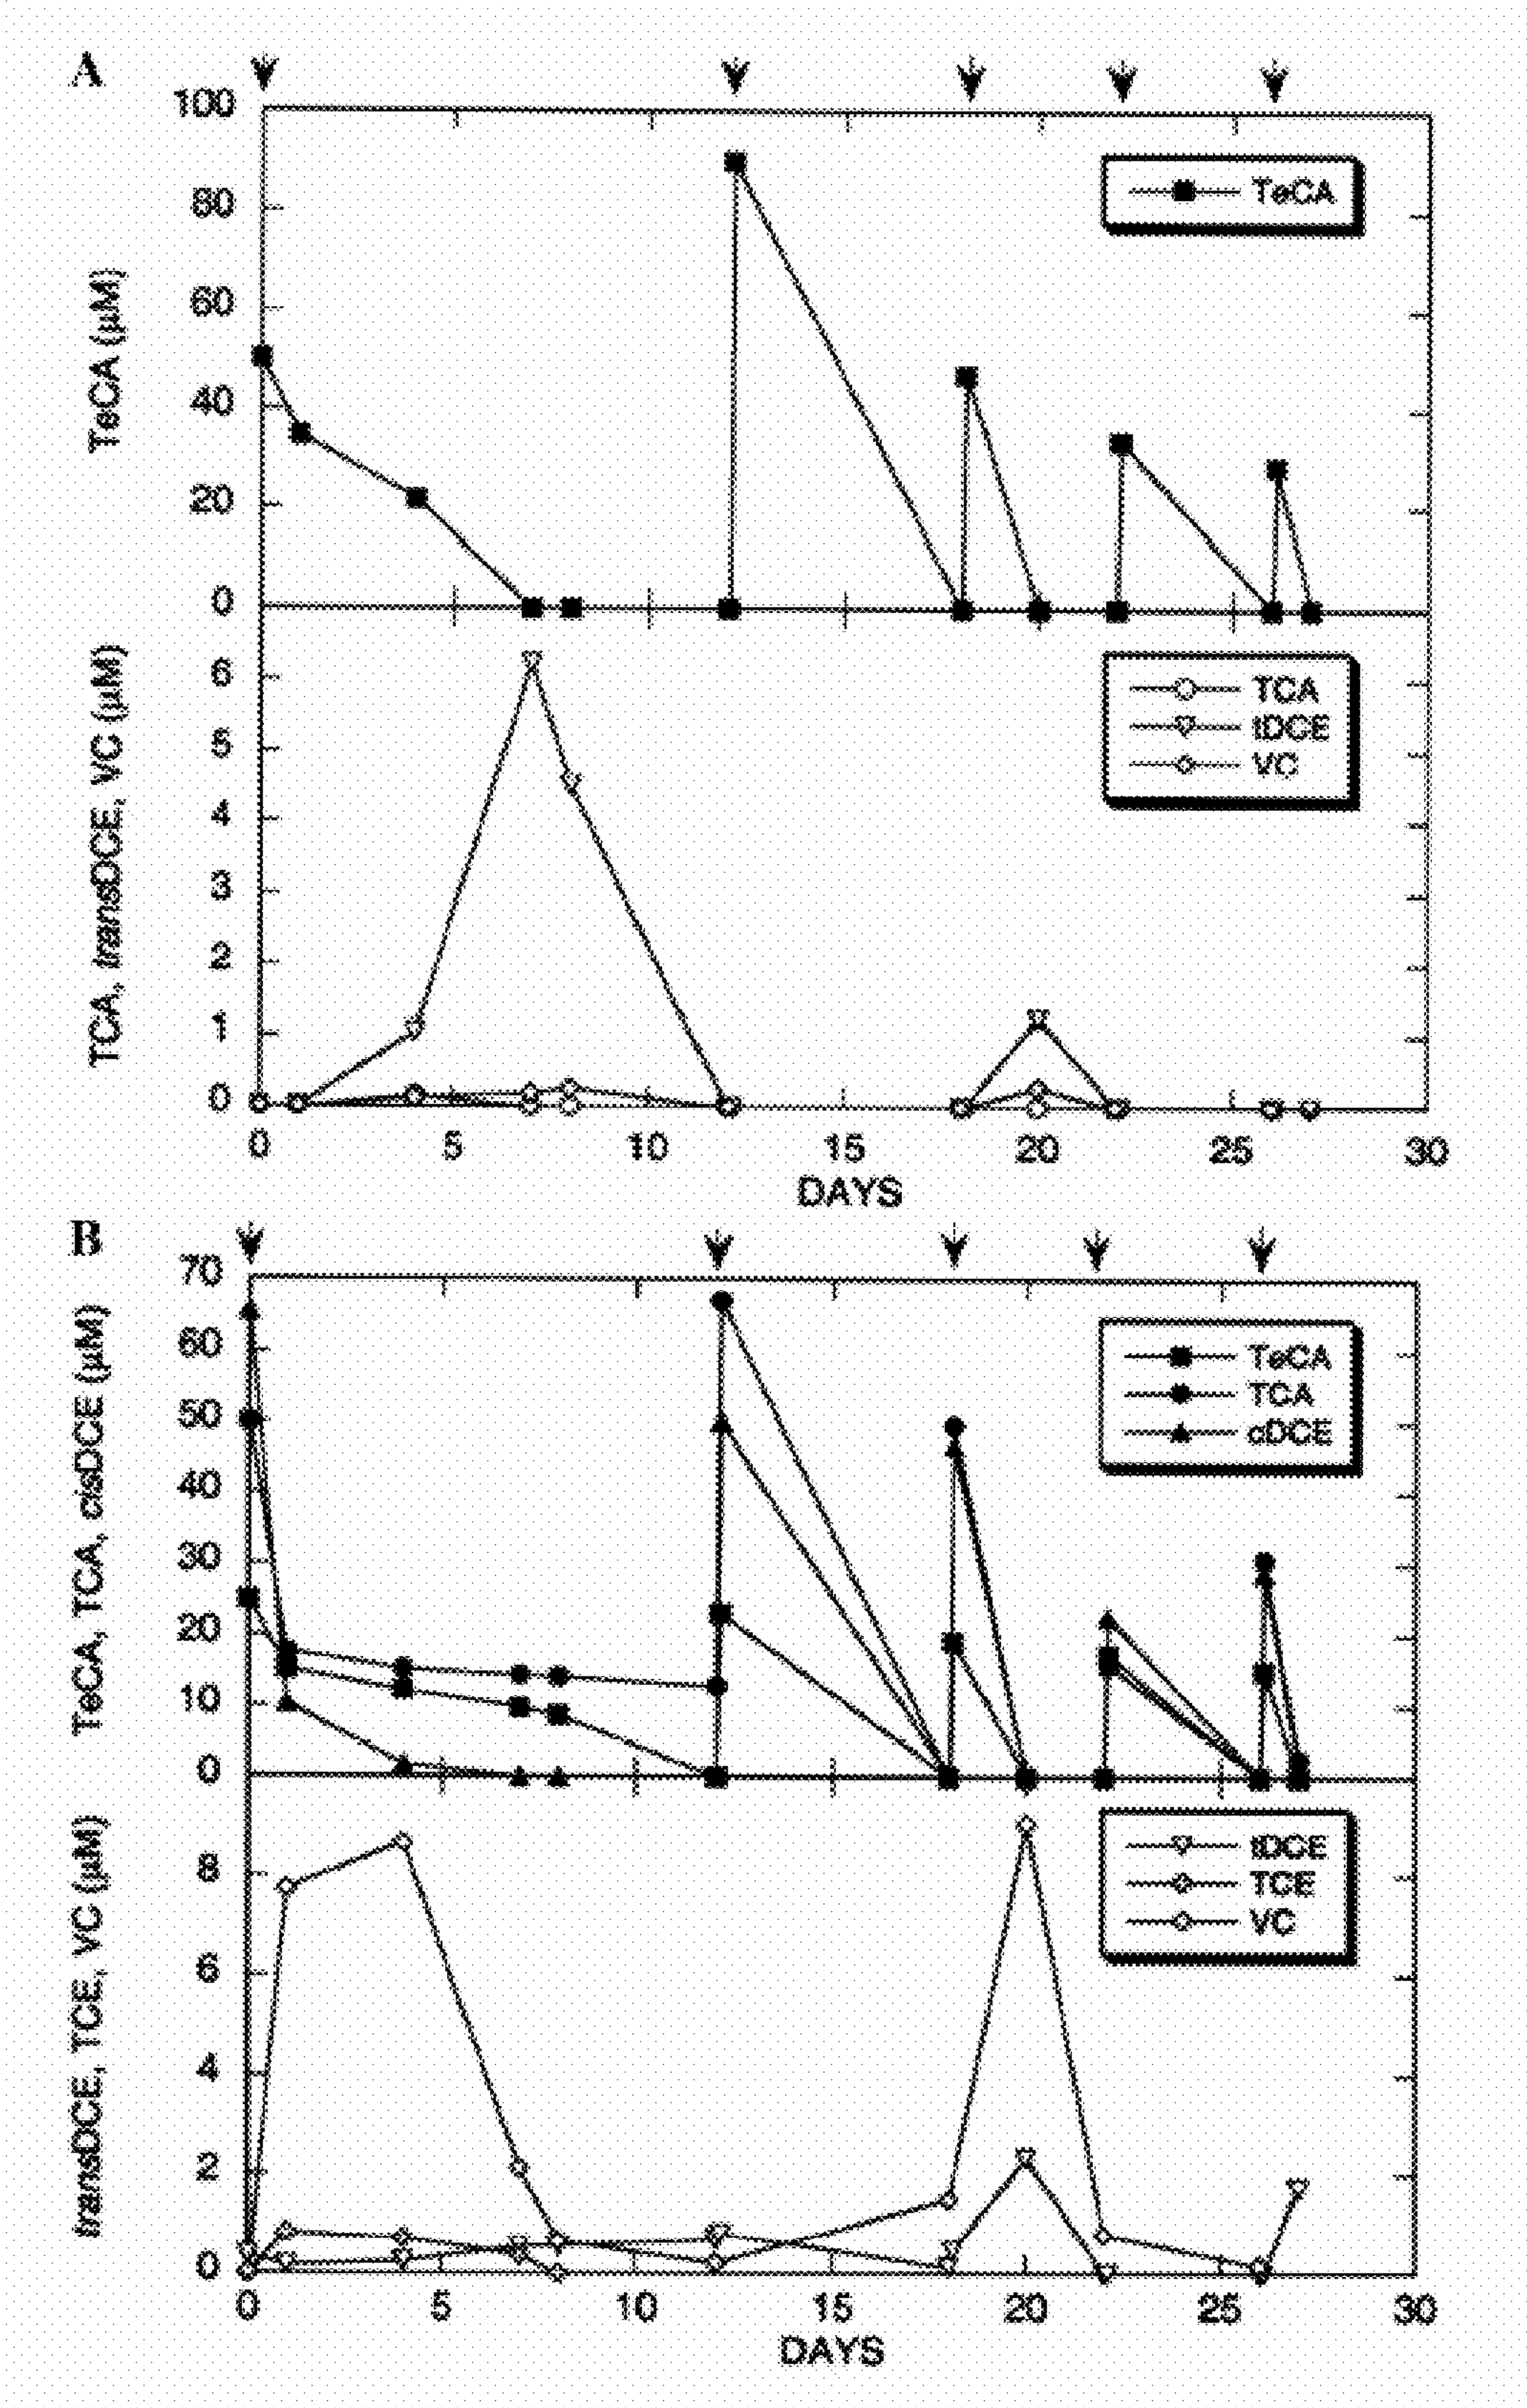 A
100
80
60
40
20
0
TeCA (µM)
TeCA
6
5
4
3
2
1
0
TCA, transDCE, VC (µM)
TCA
tDCE
VC
0 5 10 15 20 25 30
DAYS
B
70
60
50
40
30
20
10
0
TeCA, TCA, cisDCE (µM)
TeCA
TCA
cDCE
8
6
4
2
0
transDCE, TCE, VC (µM)
tDCE
TCE
VC
0 5 10 15 20 25 30
DAYS